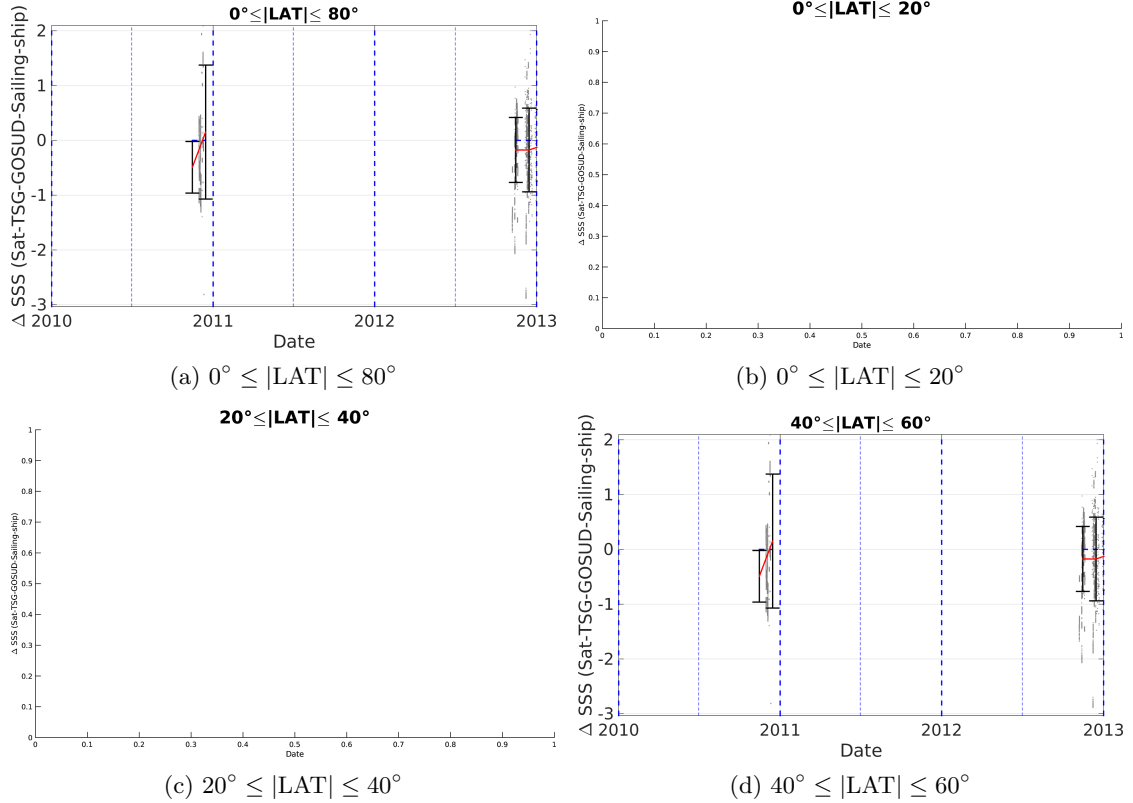 0°≤|LAT|≤ 80°
Δ SSS (Sat-TSG-GOSUD-Sailing-ship)
2
1
0
-1
-2
-3
2010 2011 2012 2013
Date
(a) 0° ≤ |LAT| ≤ 80°
0°≤|LAT|≤ 20°
Δ SSS (Sat-TSG-GOSUD-Sailing-ship)
1
0.9
0.8
0.7
0.6
0.5
0.4
0.3
0.2
0.1
0
0 0.1 0.2 0.3 0.4 0.5 0.6 0.7 0.8 0.9 1
Date
(b) 0° ≤ |LAT| ≤ 20°
20°≤|LAT|≤ 40°
Δ SSS (Sat-TSG-GOSUD-Sailing-ship)
1
0.9
0.8
0.7
0.6
0.5
0.4
0.3
0.2
0.1
0
0 0.1 0.2 0.3 0.4 0.5 0.6 0.7 0.8 0.9 1
Date
(c) 20° ≤ |LAT| ≤ 40°
40°≤|LAT|≤ 60°
Δ SSS (Sat-TSG-GOSUD-Sailing-ship)
2
1
0
-1
-2
-3
2010 2011 2012 2013
Date
(d) 40° ≤ |LAT| ≤ 60°